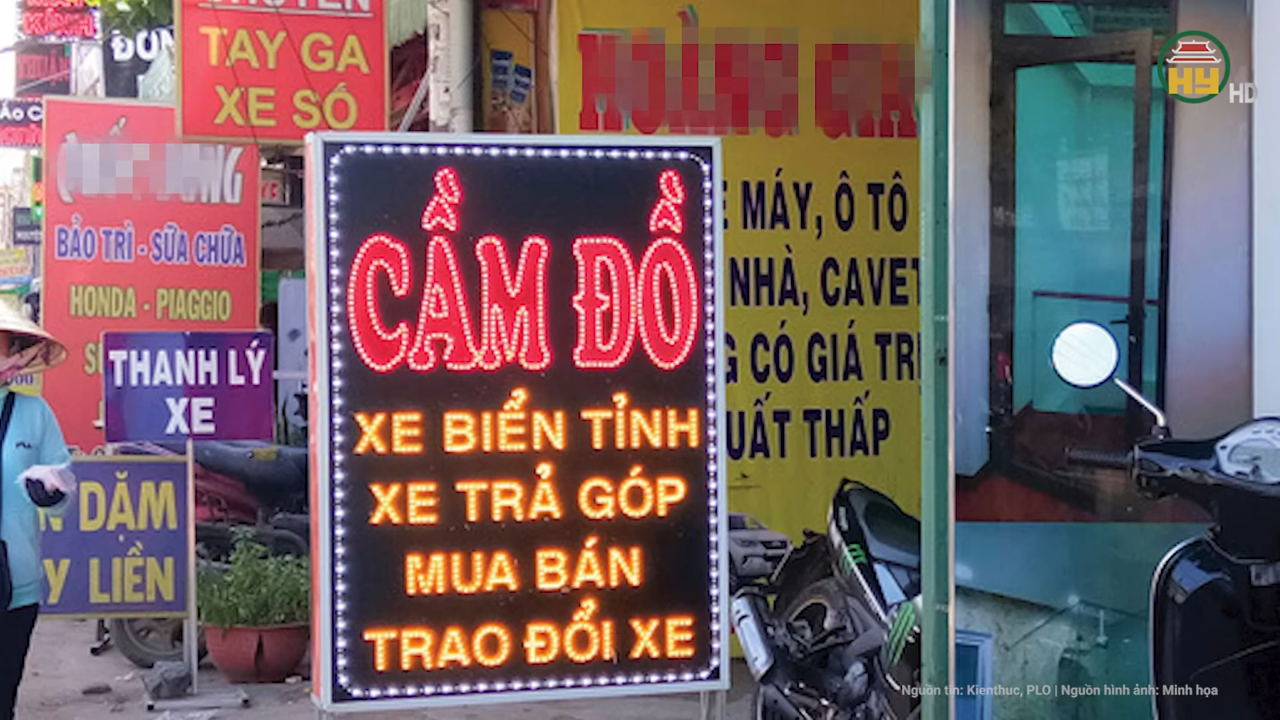 TAY GA
XE SỐ
BẢO TRÌ - SỬA CHỮA
HONDA - PIAGGIO
THANH LÝ
XE
DẶM
LIỀN
CẦM ĐỒ
XE BIỂN TỈNH
XE TRẢ GÓP
MUA BÁN
TRAO ĐỔI XE
MÁY, Ô TÔ
NHÀ, CAVET
CÓ GIÁ TRỊ
UẤT THẤP
HY HD
Nguồn tin: Kienthuc, PLO | Nguồn hình ảnh: Minh họa